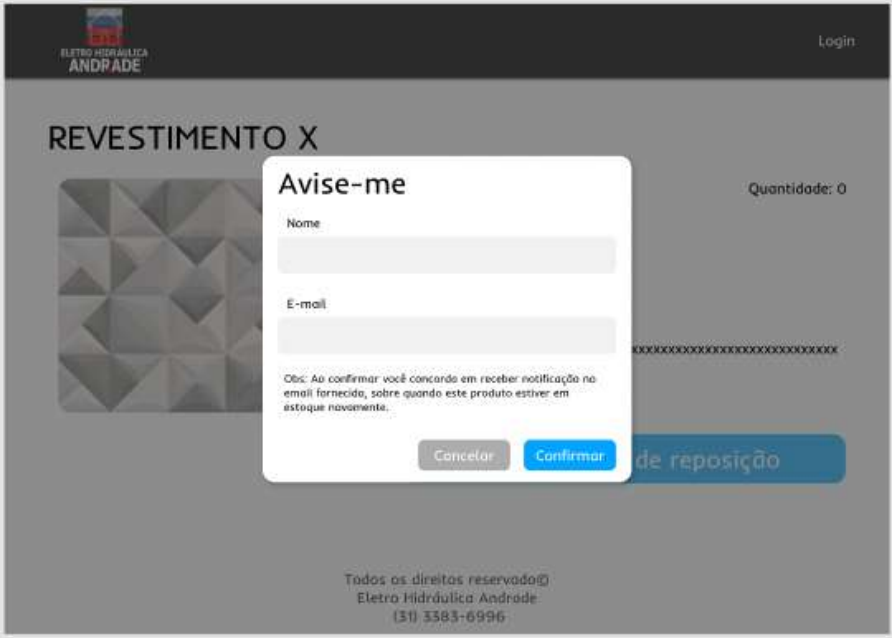 ELETRO HIDRÁULICA
ANDRADE
Login
REVESTIMENTO X
Avise-me
Quantidade: 0
Nome
E-mail
xxxxxxxxxxxxxxxxxxxxxxxxxxxx
Obs: Ao confirmar você concorda em receber notificação no
email fornecido, sobre quando este produto estiver em
estoque novamente.
Cancelar
Confirmar
de reposição
Todos os direitos reservado©
Eletro Hidráulica Andrade
(31) 3383-6996